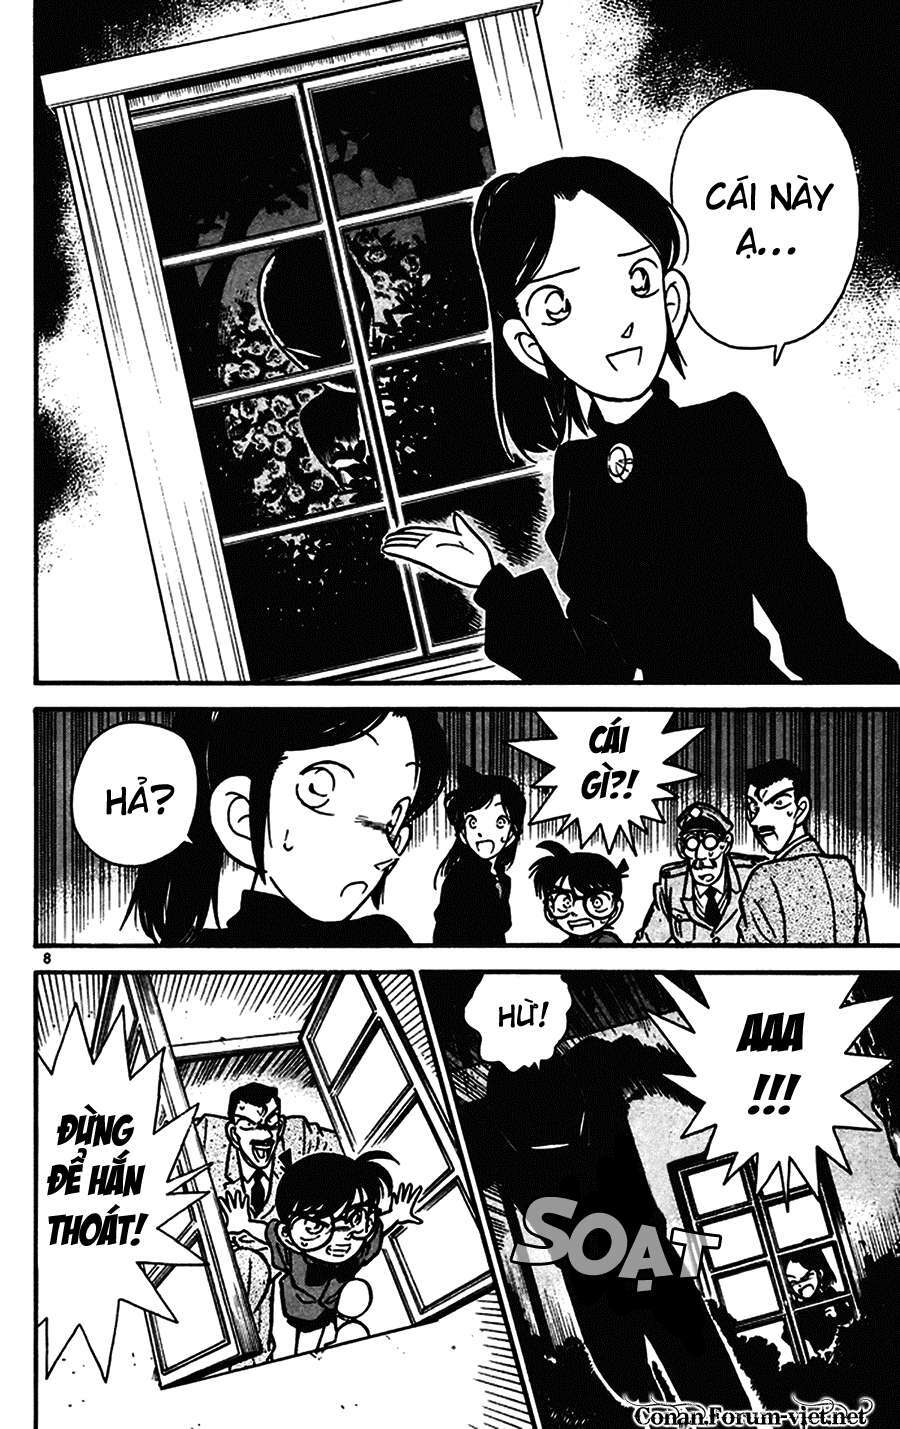 CÁI NÀY
Ạ...
HẢ?
CÁI
GÌ?!
8
ĐỪNG
ĐỂ HẮN
THOÁT!
HỪ!
AAA
!!!
SOẠT
Conan.Forum-viet.net